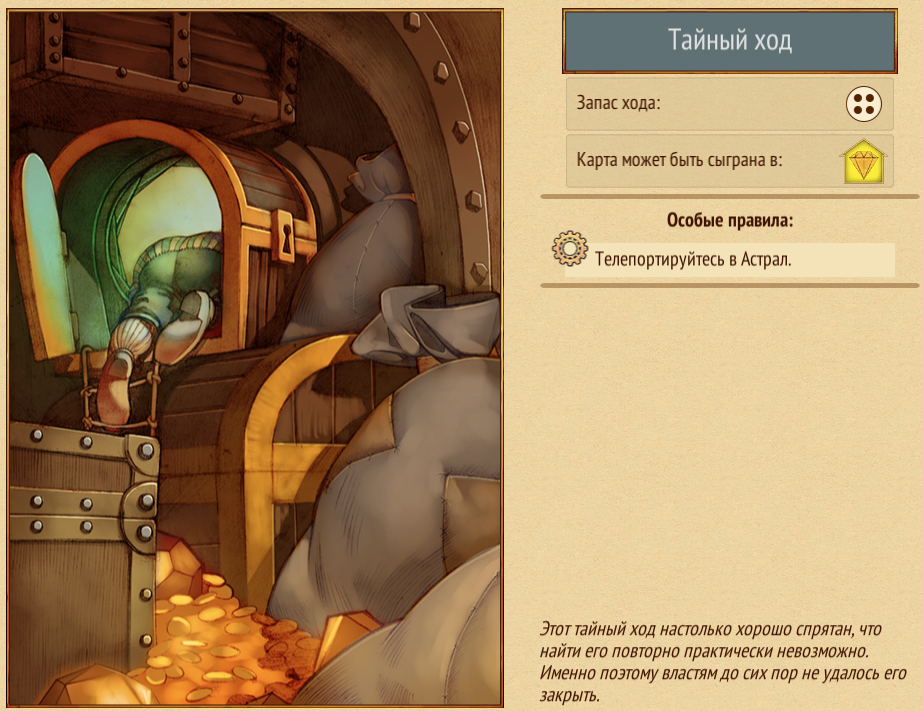 Тайный ход
Запас хода:
Карта может быть сыграна в:
Особые правила:
Телепортируйтесь в Астрал.
Этот тайный ход настолько хорошо спрятан, что
найти его повторно практически невозможно.
Именно поэтому властям до сих пор не удалось его
закрыть.